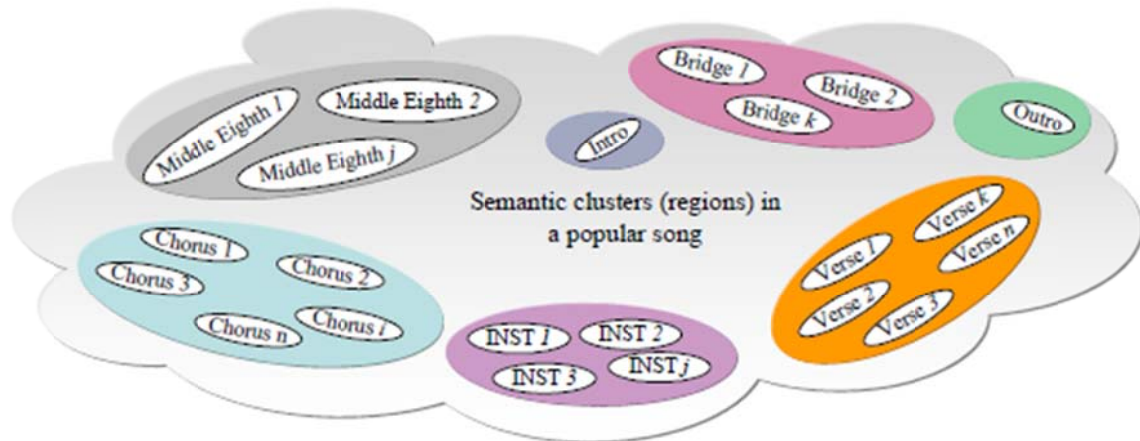 Middle Eighth 1
Middle Eighth 2
Middle Eighth j
Intro
Bridge 1
Bridge 2
Bridge k
Outro
Semantic clusters (regions) in
a popular song
Chorus 1
Chorus 2
Chorus 3
Chorus i
Chorus n
INST 1
INST 2
INST 3
INST j
Verse k
Verse 1
Verse n
Verse 2
Verse 3